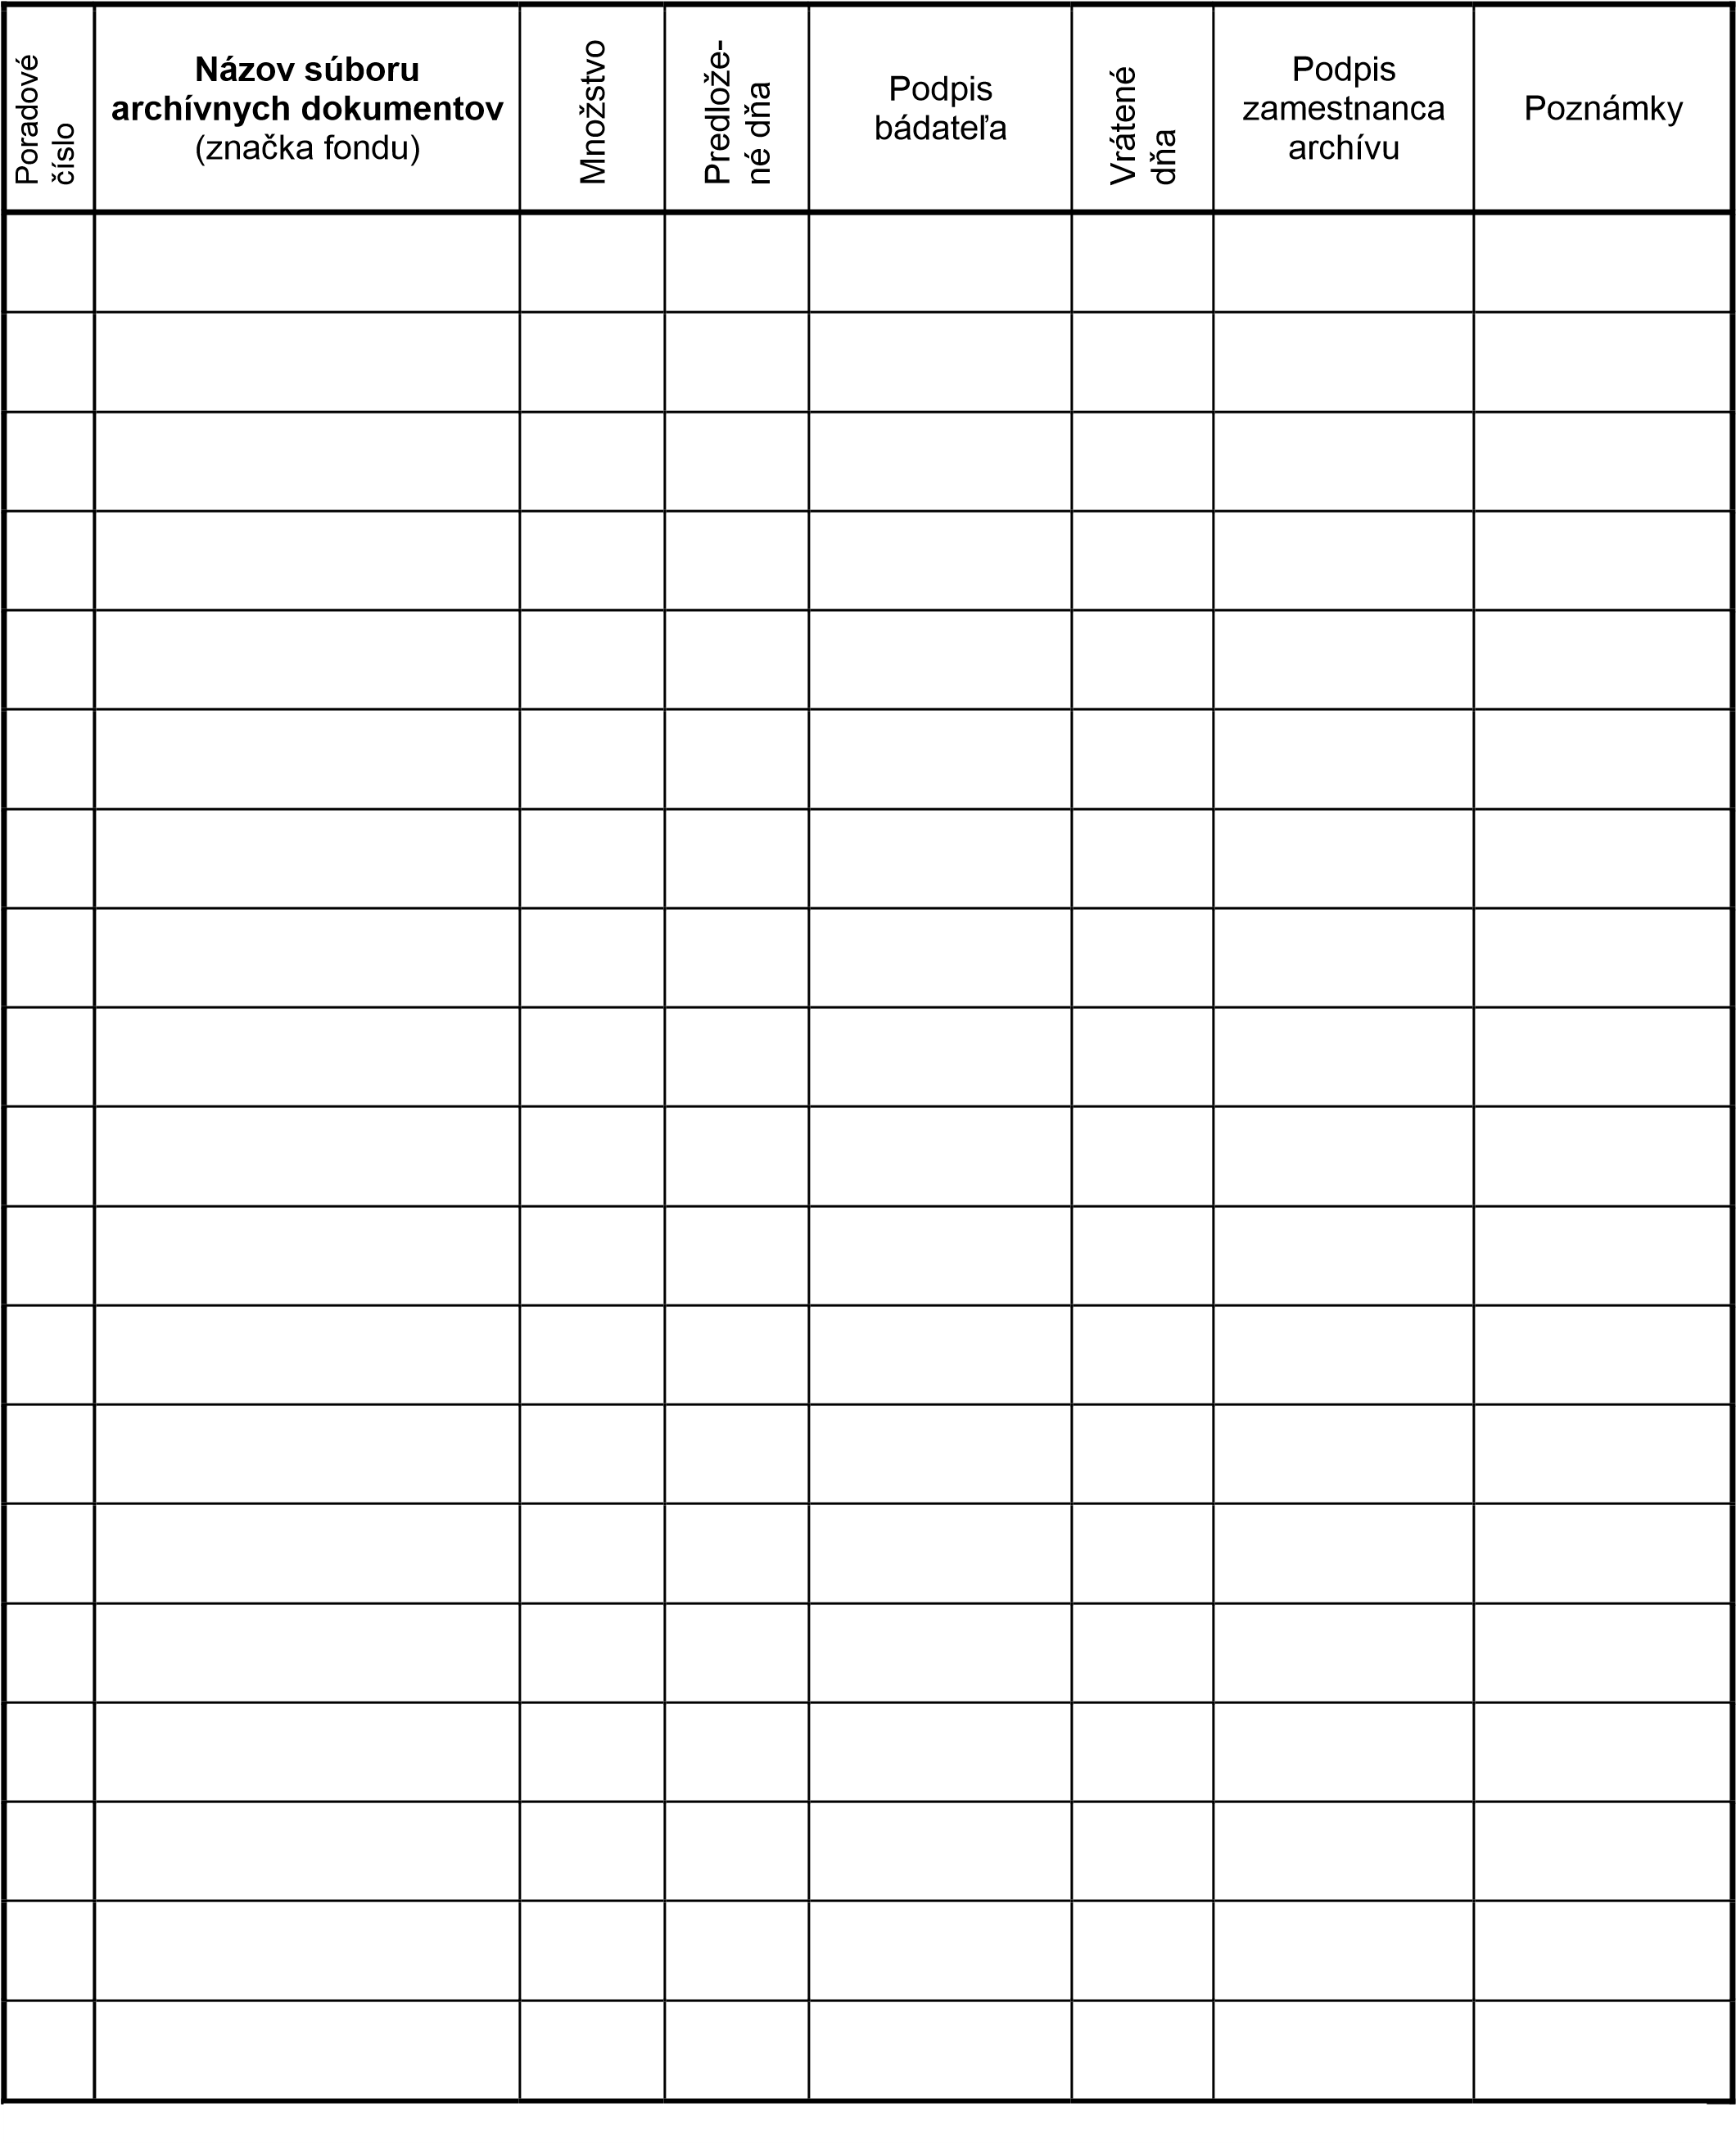 Poradové
číslo
Názov súboru
archívnych dokumentov
(značka fondu)
Množstvo
Predlože-
né dňa
Podpis
bádateľa
Vrátené
dňa
Podpis
zamestnanca
archívu
Poznámky